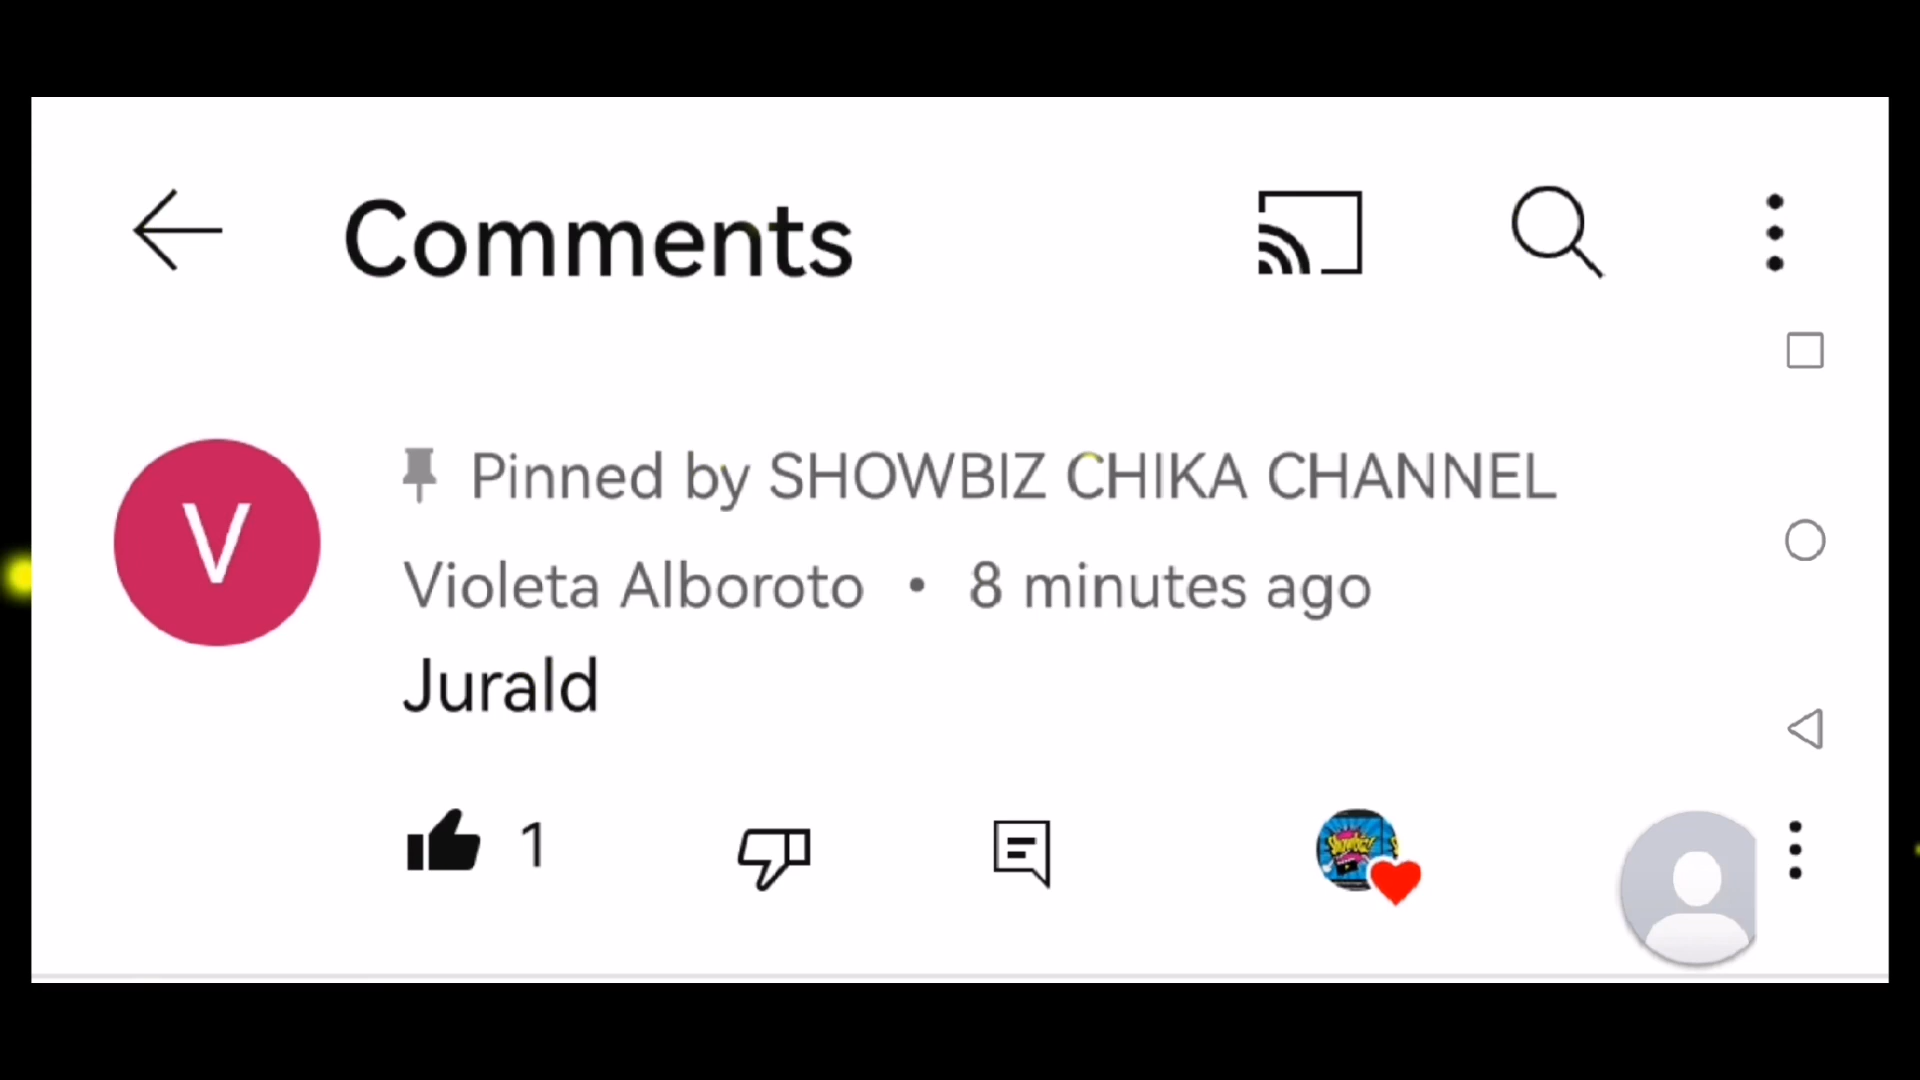 Comments
Pinned by SHOWBIZ CHIKA CHANNEL
V
Violeta Alboroto • 8 minutes ago
Jurald
1